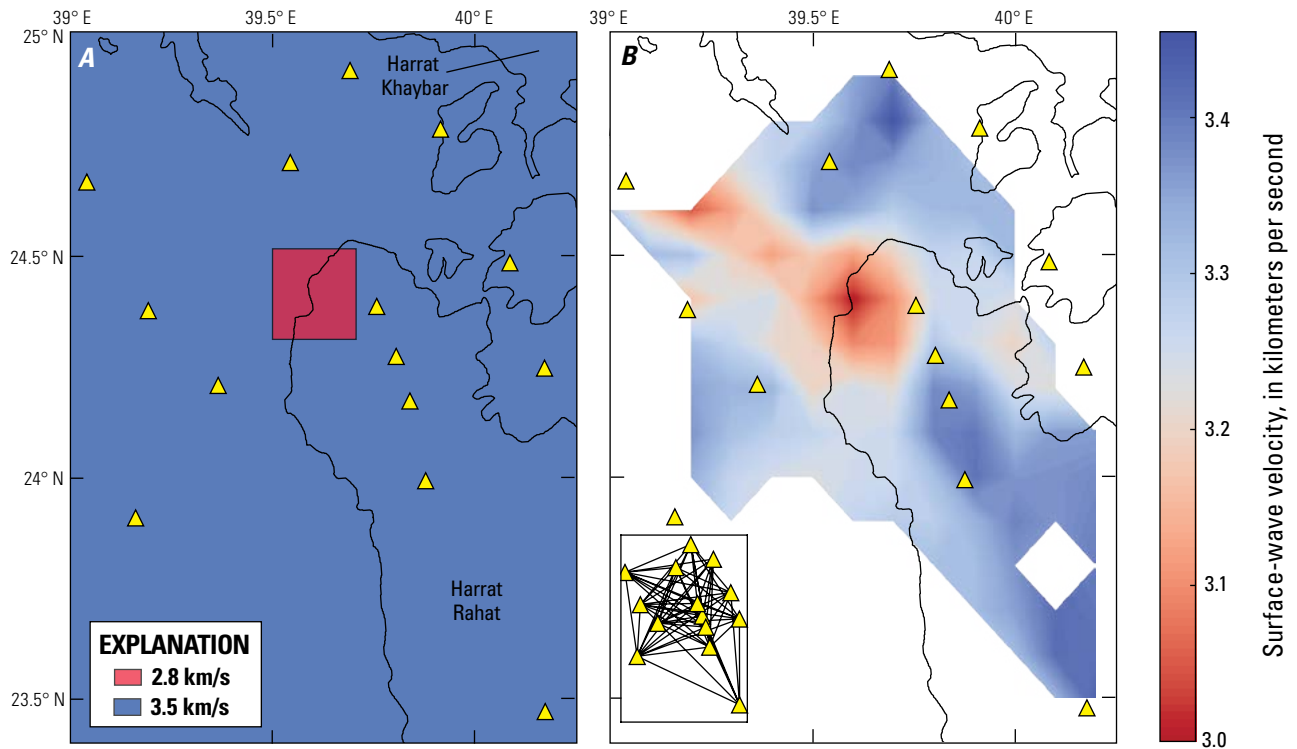 39° E
39.5° E
40° E
39° E
39.5° E
40° E
25° N
24.5° N
24° N
23.5° N
A
Harrat
Khaybar
Harrat
Rahat
EXPLANATION
2.8 km/s
3.5 km/s
B
3.4
3.3
3.2
3.1
3.0
Surface-wave velocity, in kilometers per second